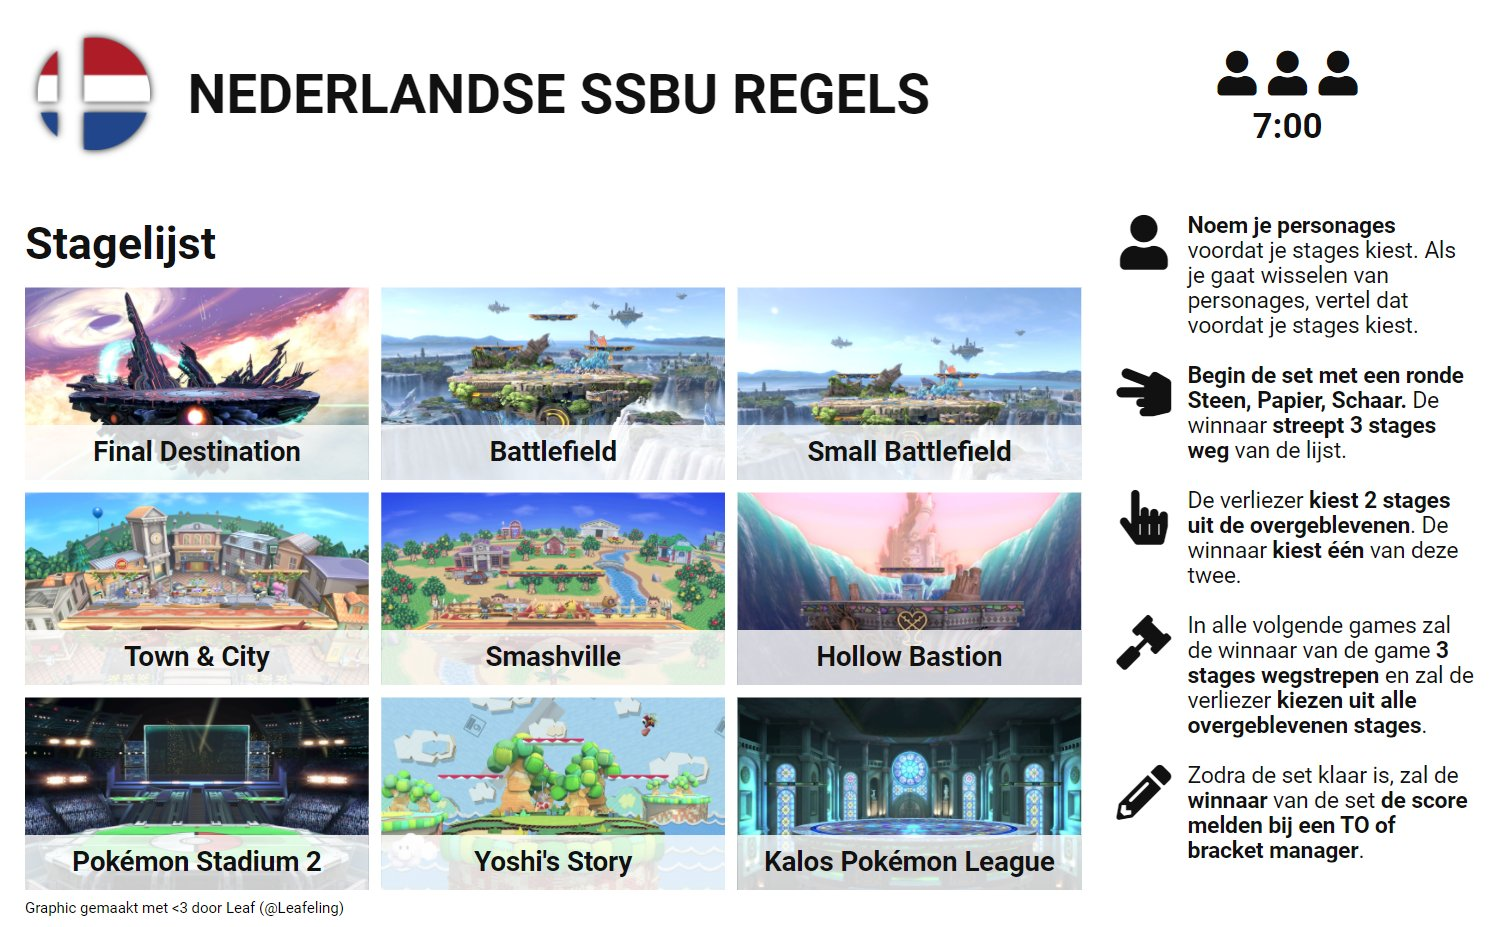 NEDERLANDSE SSBU REGELS
7:00
Stagelijst
Final Destination
Battlefield
Small Battlefield
Town & City
Smashville
Hollow Bastion
Pokémon Stadium 2
Yoshi's Story
Kalos Pokémon League
Graphic gemaakt met <3 door Leaf (@Leafeling)
Noem je personages
voordat je stages kiest. Als
je gaat wisselen van
personages, vertel dat
voordat je stages kiest.
Begin de set met een ronde
Steen, Papier, Schaar. De
winnaar streept 3 stages
weg van de lijst.
De verliezer kiest 2 stages
uit de overgeblevenen. De
winnaar kiest één van deze
twee.
In alle volgende games zal
de winnaar van de game 3
stages wegstrepen en zal de
verliezer kiezen uit alle
overgeblevenen stages.
Zodra de set klaar is, zal de
winnaar van de set de score
melden bij een TO of
bracket manager.